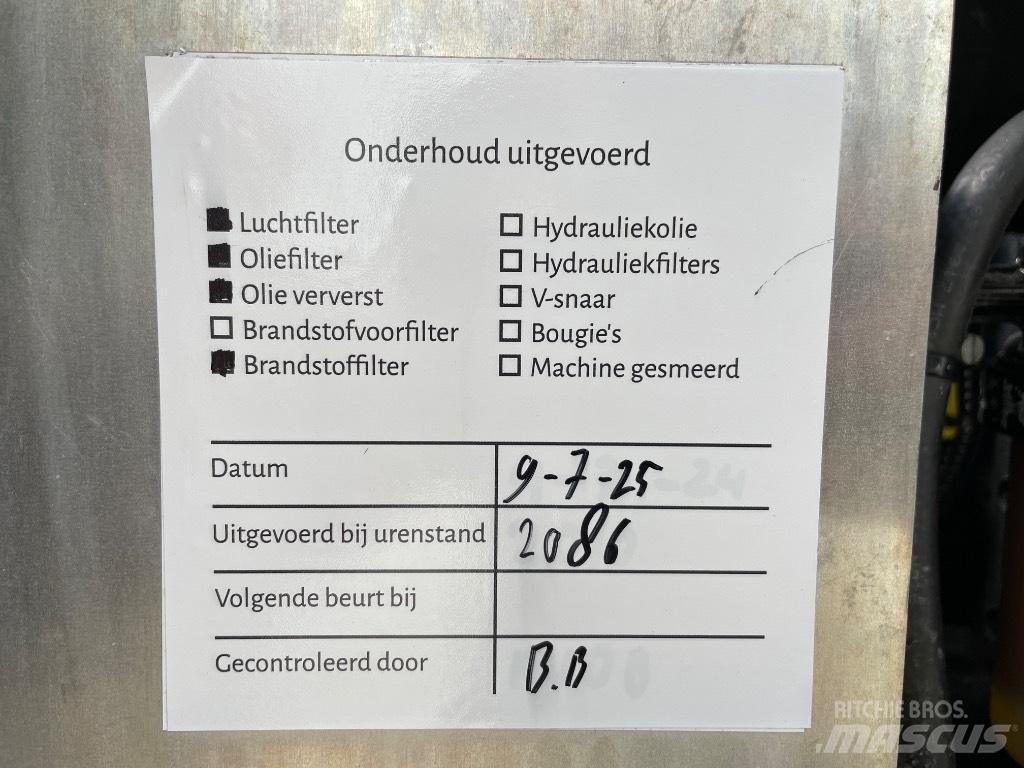 Onderhoud uitgevoerd
Luchtfilter
Oliefilter
Olie ververst
Brandstofvoorfilter
Brandstoffilter
Hydrauliekolie
Hydrauliekfilters
V-snaar
Bougie's
Machine gesmeerd
Datum 9-7-25
Uitgevoerd bij urenstand 2086
Volgende beurt bij
Gecontroleerd door B.B
RITCHIE BROS.
MASCUS